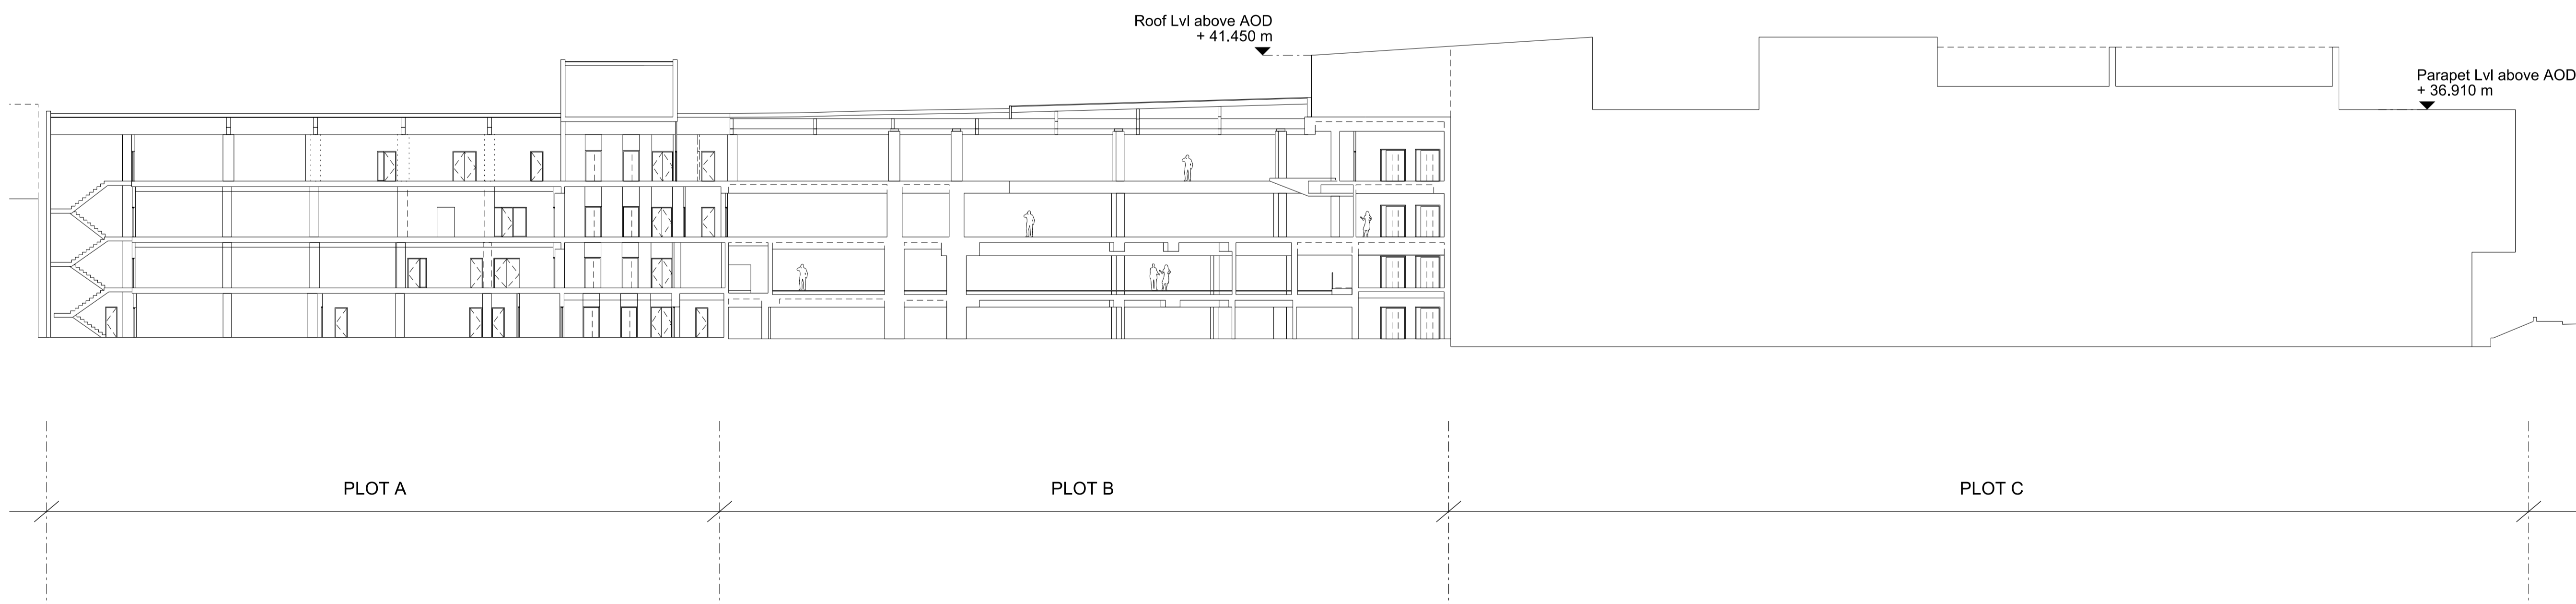 Roof Lvl above AOD
+ 41.450 m
Parapet Lvl above AOD
+ 36.910 m
PLOT A
PLOT B
PLOT C